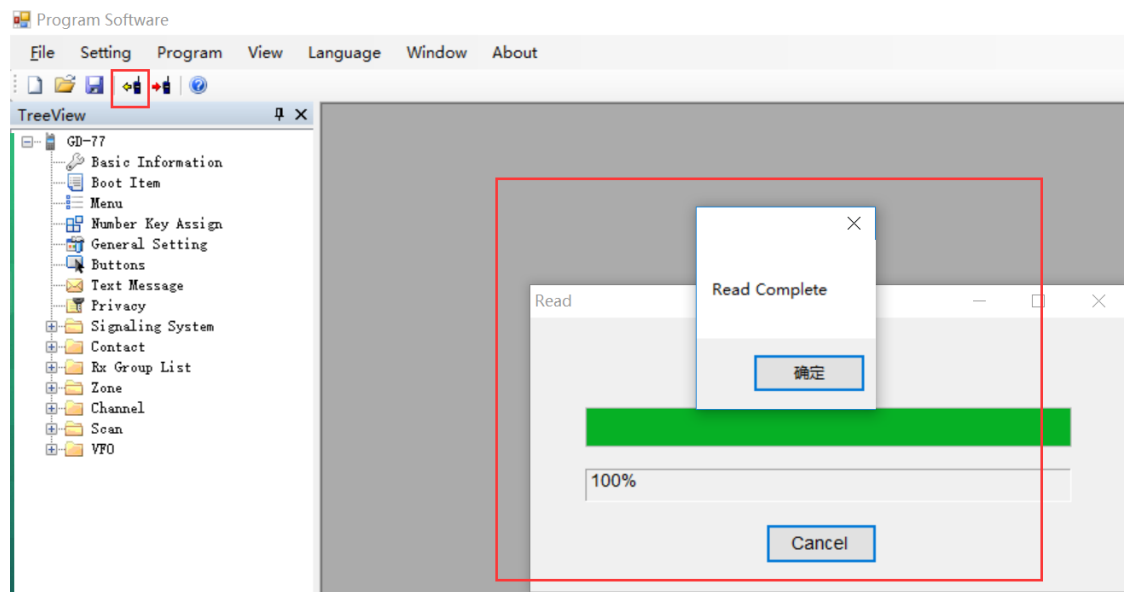 Program Software
File Setting Program View Language Window About
TreeView
GD-77
Basic Information
Boot Item
Menu
Number Key Assign
General Setting
Buttons
Text Message
Privacy
Signaling System
Contact
Rx Group List
Zone
Channel
Scan
VFO
Read
Read Complete
确定
100%
Cancel